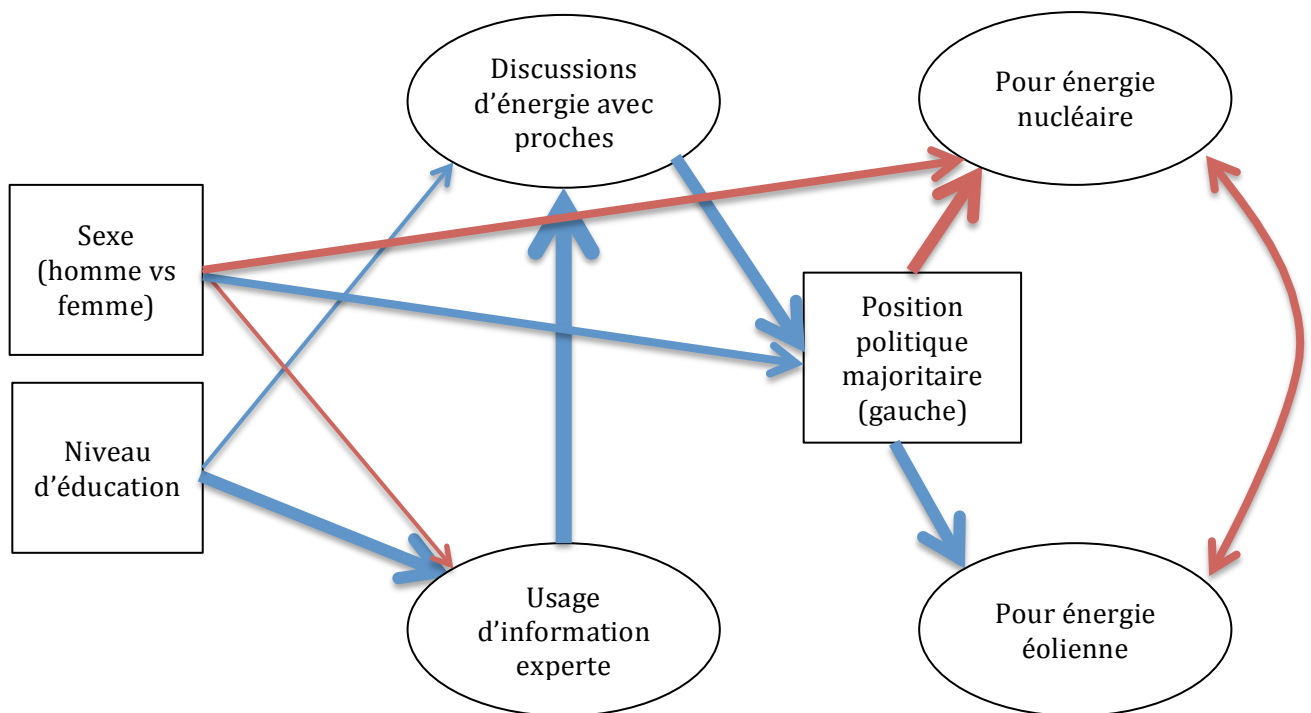 Discussions
d’énergie avec
proches
Pour énergie
nucléaire
Sexe
(homme vs
femme)
Position
politique
majoritaire
(gauche)
Niveau
d’éducation
Usage
d’information
experte
Pour énergie
éolienne